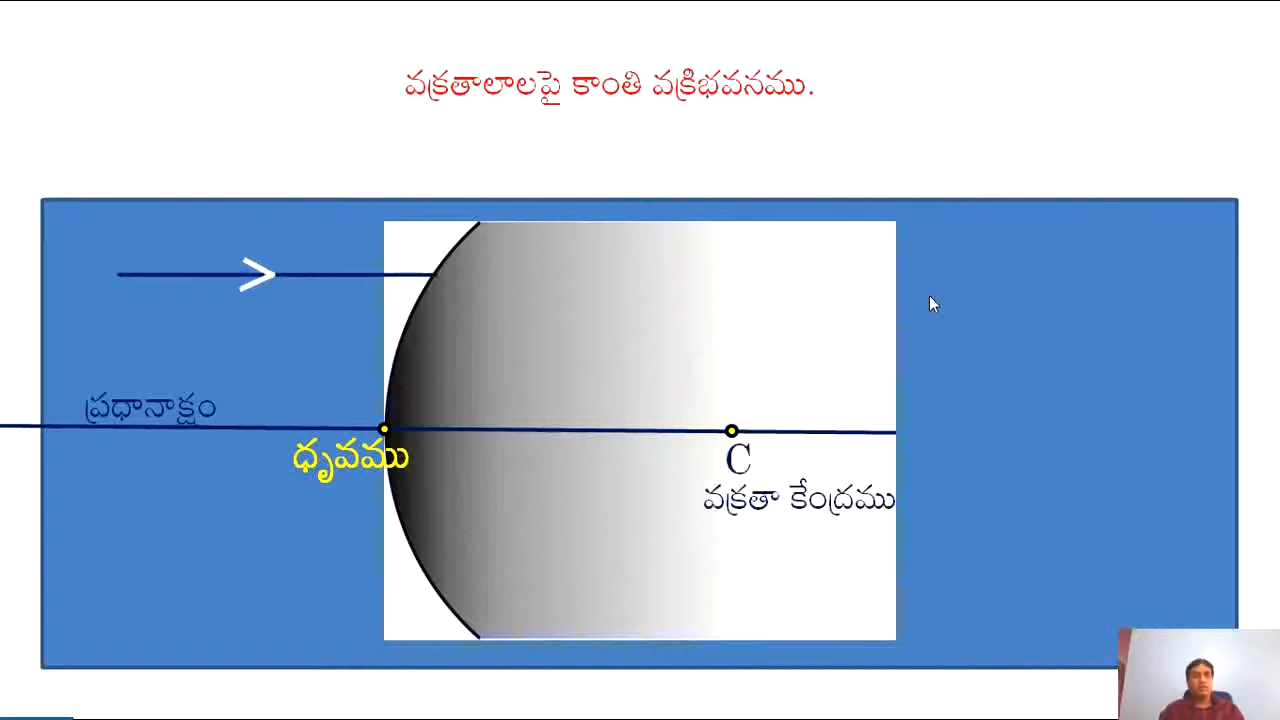 వక్రతాలాలపై కాంతి వక్రిభవనము.
ప్రధానాక్షం
ధృవము
C
వక్రతా కేంద్రము